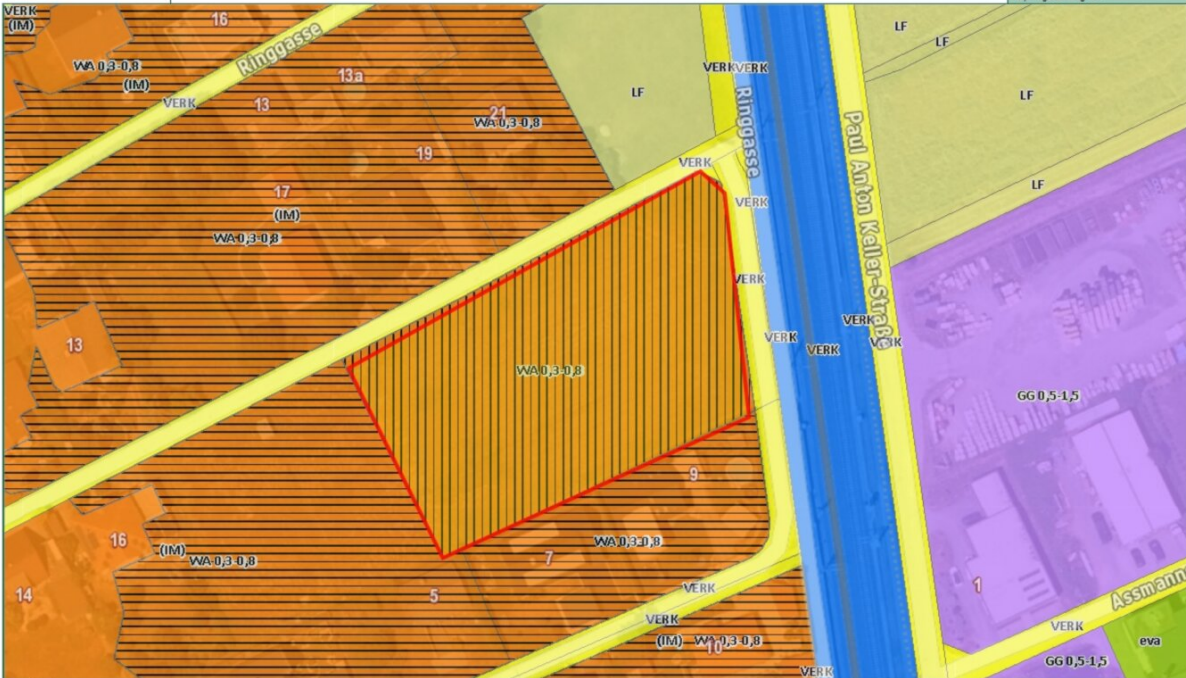 VERK
(IM)
16
Ringgasse
WA 0,3-0,8
(IM)
13a
VERK
13
21
WA 0,3-0,8
19
17
(IM)
WA 0,3-0,8
LF
VERK
VERK
Ringgasse
LF
LF
LF
LF
Paul Anton Keller-Straße
VERK
VERK
VERK
VERK
VERK
VERK
VERK
13
WA 0,3-0,8
GG 0,5-1,5
9
16
(IM)
WA 0,3-0,8
WA 0,3-0,8
7
14
5
VERK
VERK
(IM)
WA 0,3-0,8
10
VERK
1
Assmann
VERK
GG 0,5-1,5
eva